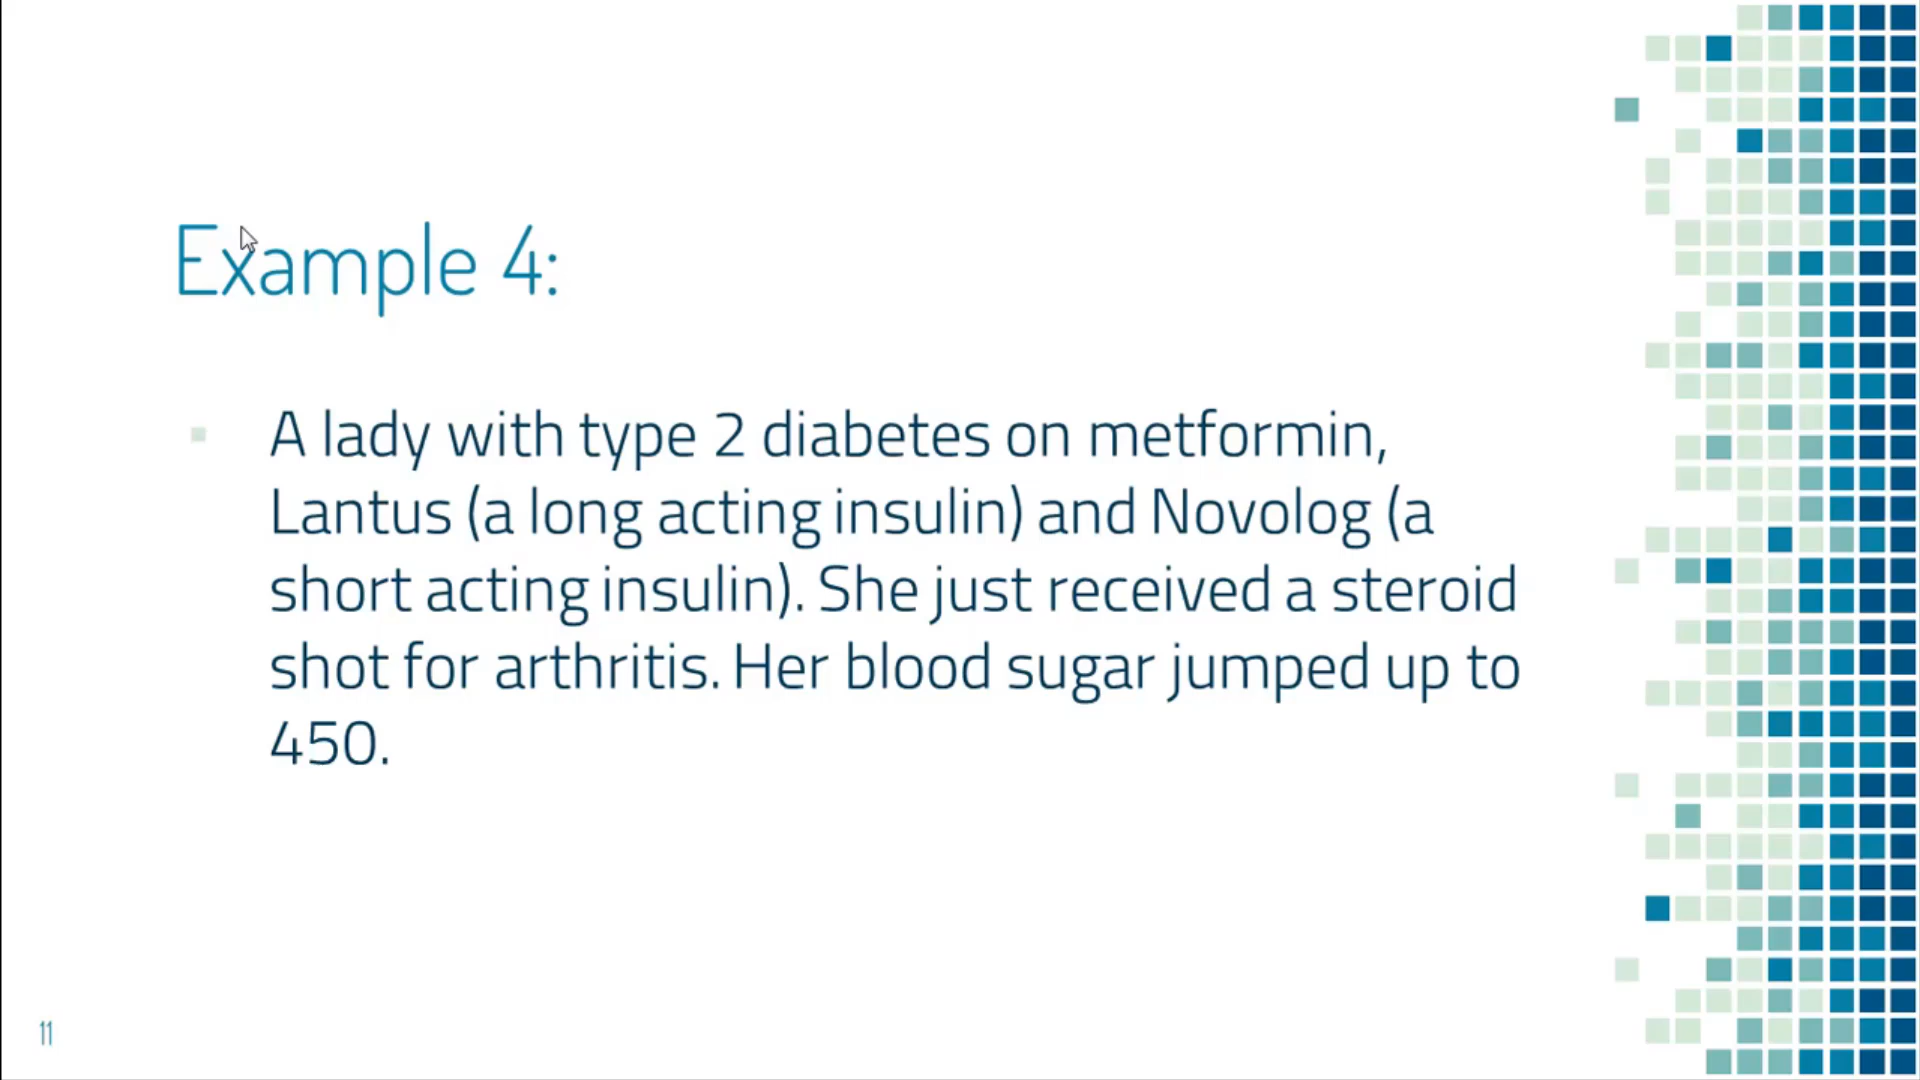 Example 4:
A lady with type 2 diabetes on metformin,
Lantus (a long acting insulin) and Novolog (a
short acting insulin). She just received a steroid
shot for arthritis. Her blood sugar jumped up to
450.
11